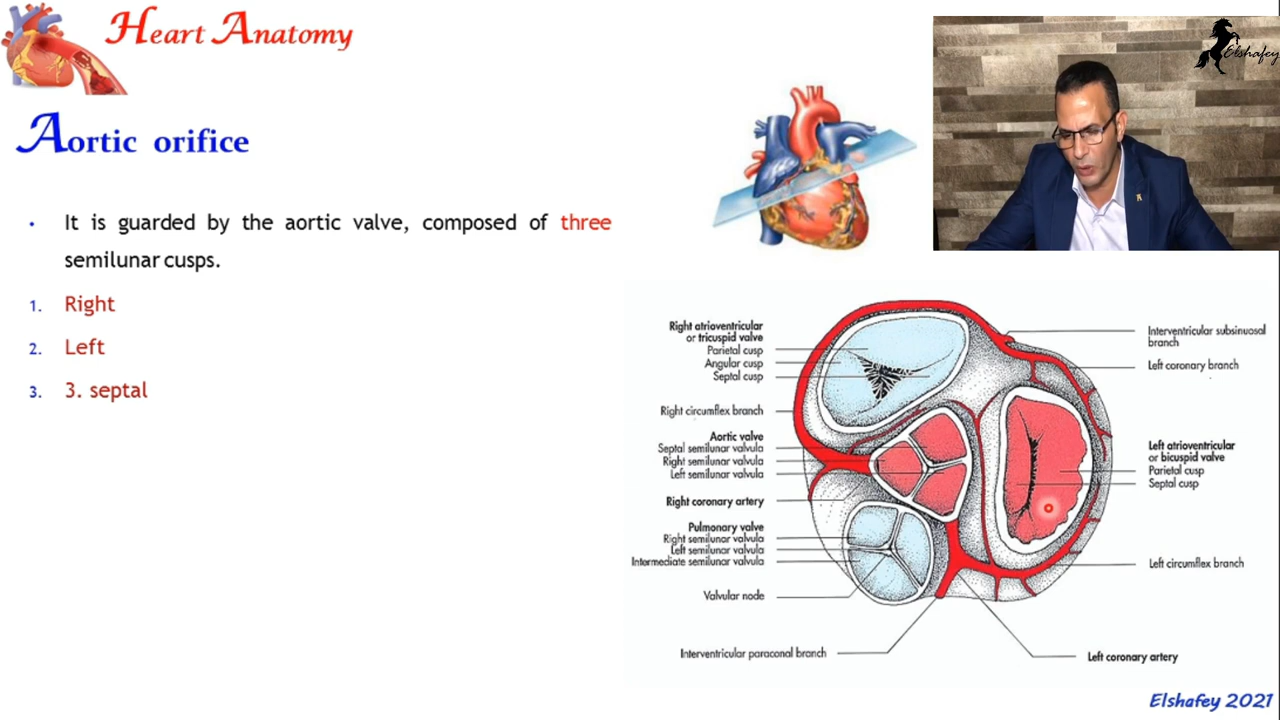 Heart Anatomy
Elshafey
Aortic orifice
• It is guarded by the aortic valve, composed of three
semilunar cusps.
1. Right
2. Left
3. 3. septal
Right atrioventricular
or tricuspid valve
Parietal cusp
Angular cusp
Septal cusp
Right circumflex branch
Aortic valve
Septal semilunar valvula
Right semilunar valvula
Left semilunar valvula
Right coronary artery
Pulmonary valve
Right semilunar valvula
Left semilunar valvula
Intermediate semilunar valvula
Valvular node
Interventricular paraconal branch
Interventricular subsinuosal
branch
Left coronary branch
Left atrioventricular
or bicuspid valve
Parietal cusp
Septal cusp
Left circumflex branch
Left coronary artery
Elshafey 2021